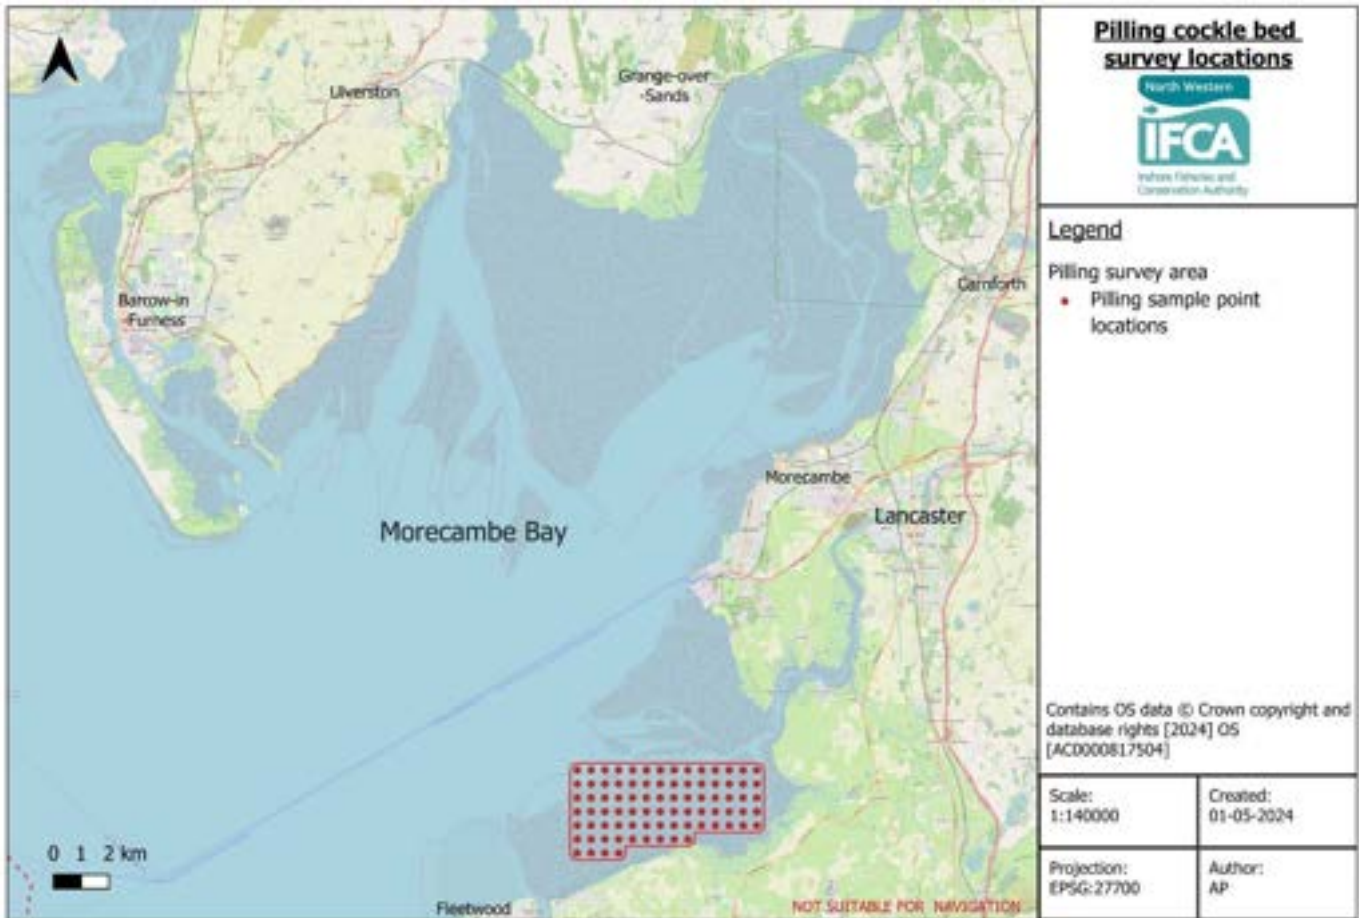 Pilling cockle bed
survey locations
North Western
IFCA
Inshore Fisheries and
Conservation Authority
Legend
Pilling survey area
Pilling sample point
locations
Contains OS data © Crown copyright and
database rights [2024] OS
[AC0000817504]
Scale:
1:140000
Created:
01-05-2024
Projection:
EPSG:27700
Author:
AP
Ulverston
Grange-over
-Sands
Barrow-in
-Furness
Carnforth
Morecambe
Lancaster
Morecambe Bay
0 1 2 km
Fleetwood
NOT SUITABLE FOR NAVIGATION